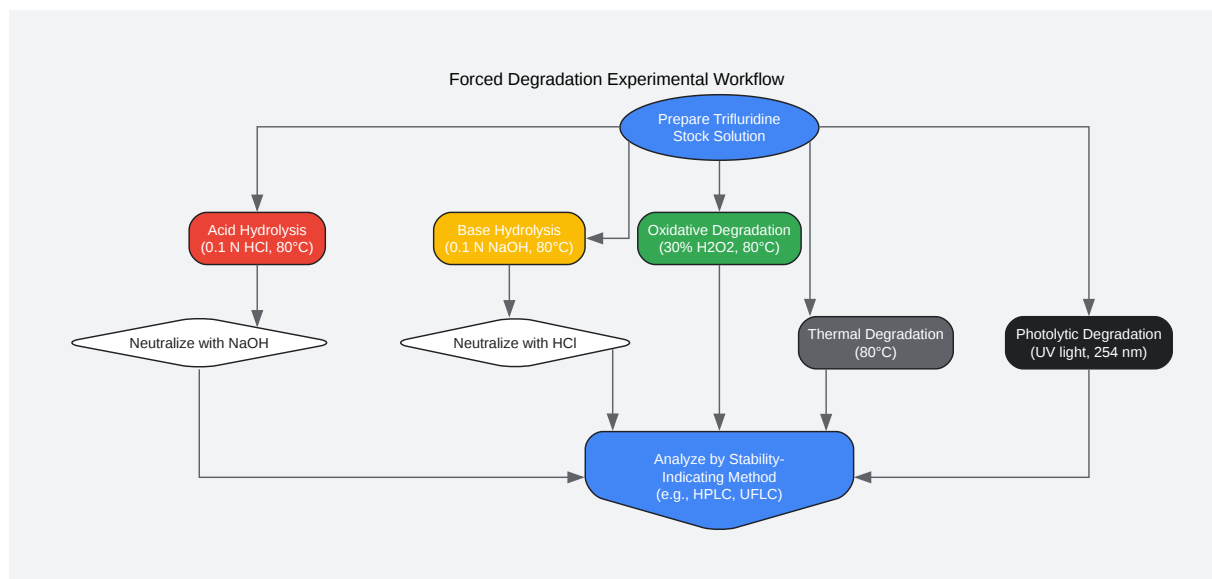 Forced Degradation Experimental Workflow
Prepare Trifluridine
Stock Solution
Acid Hydrolysis
(0.1 N HCl, 80°C)
Base Hydrolysis
(0.1 N NaOH, 80°C)
Oxidative Degradation
(30% H2O2, 80°C)
Neutralize with NaOH
Neutralize with HCl
Thermal Degradation
(80°C)
Photolytic Degradation
(UV light, 254 nm)
Analyze by Stability-
Indicating Method
(e.g., HPLC, UFLC)